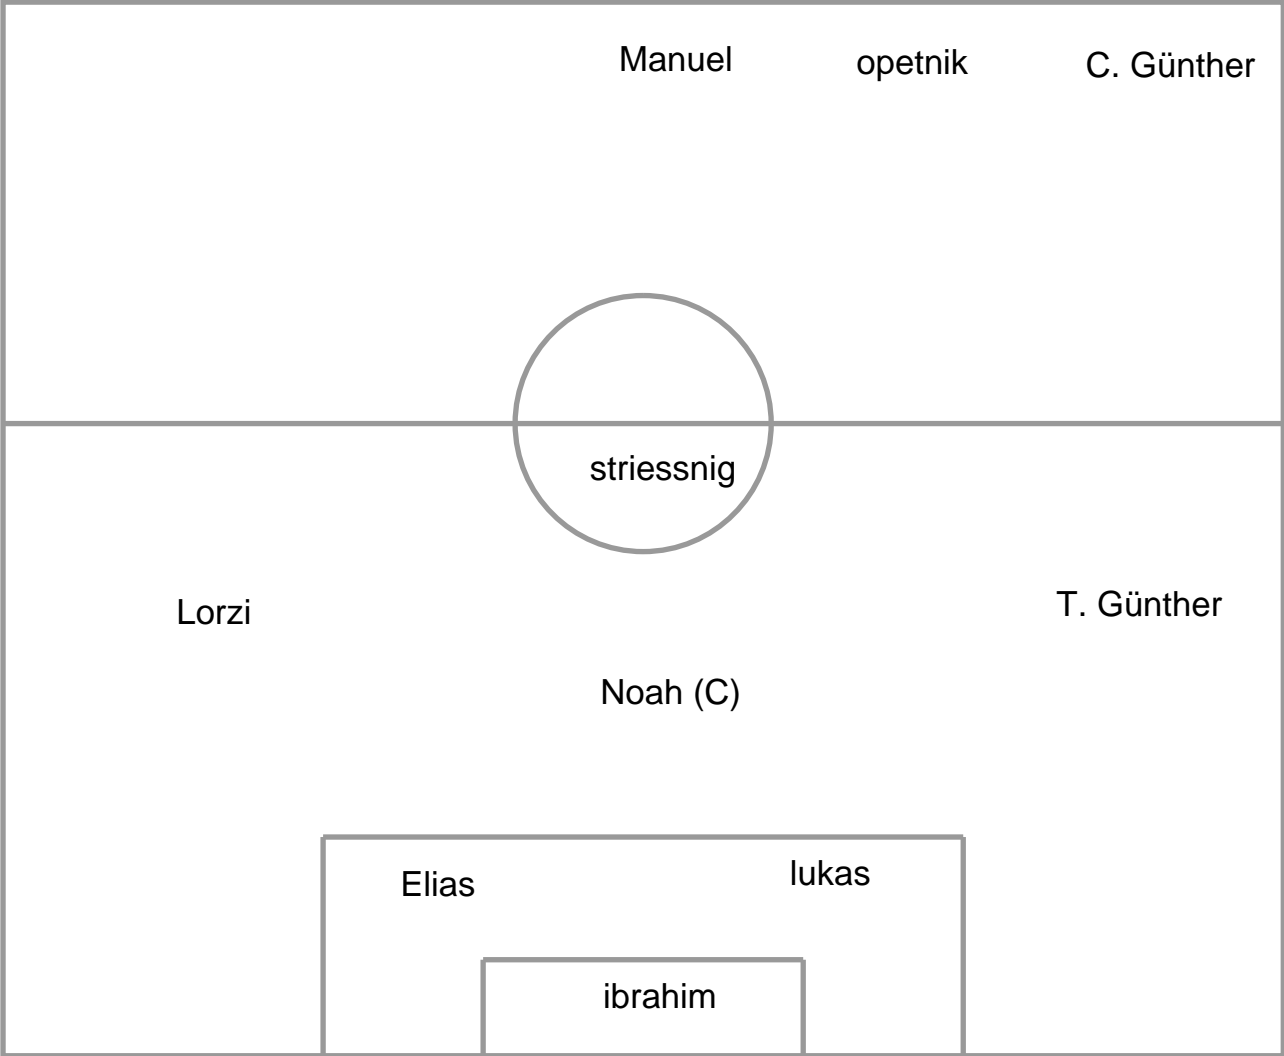 Manuel
opetnik
C. Günther
striessnig
Lorzi
T. Günther
Noah (C)
Elias
lukas
ibrahim